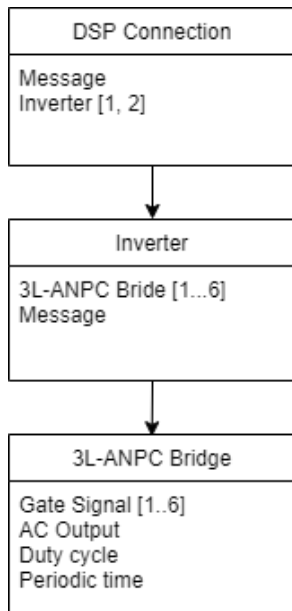 DSP Connection
Message
Inverter [1, 2]
Inverter
3L-ANPC Bride [1...6]
Message
3L-ANPC Bridge
Gate Signal [1..6]
AC Output
Duty cycle
Periodic time